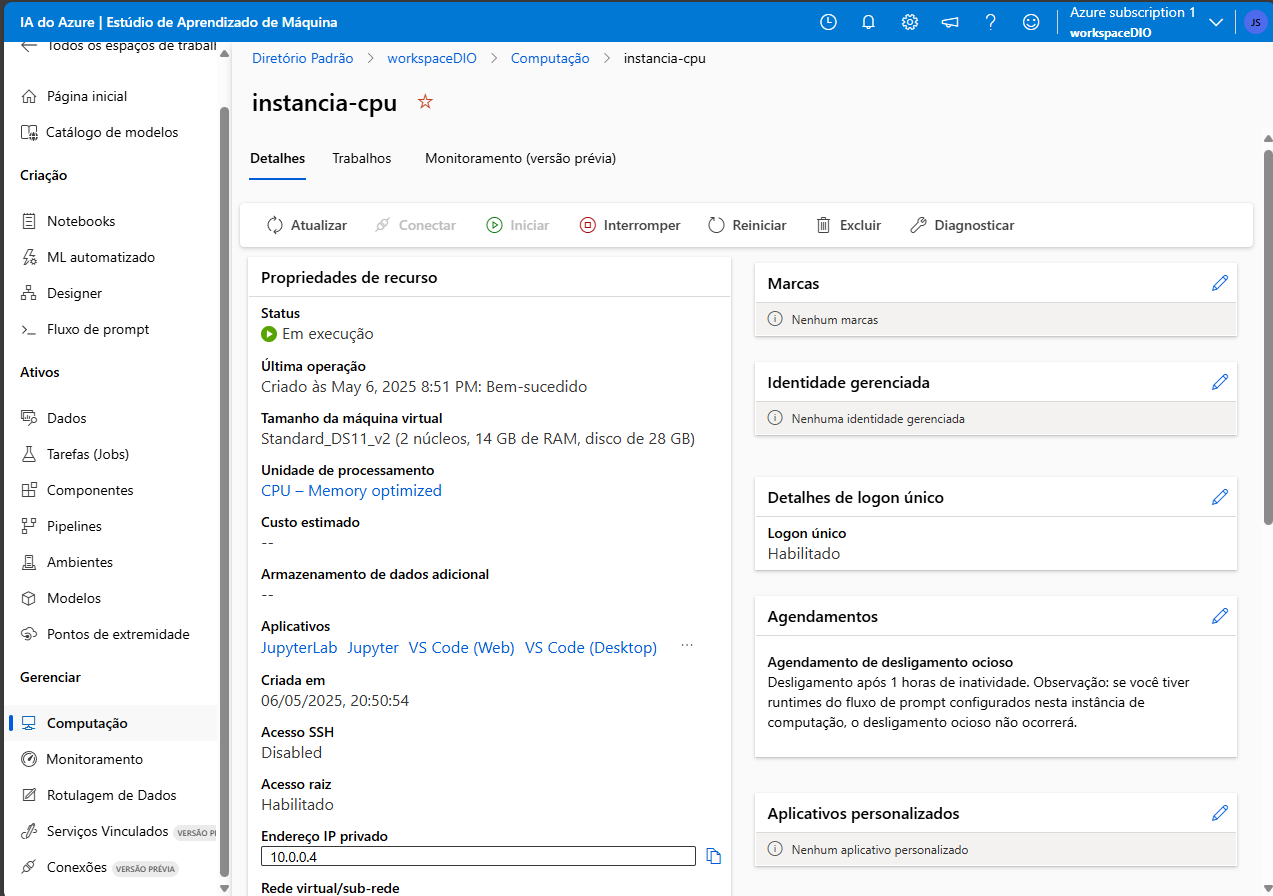 IA do Azure | Estúdio de Aprendizado de Máquina
Azure subscription 1
workspaceDIO
JS
Todos os espaços de trabal
Página inicial
Catálogo de modelos
Criação
Notebooks
ML automatizado
Designer
Fluxo de prompt
Ativos
Dados
Tarefas (Jobs)
Componentes
Pipelines
Ambientes
Modelos
Pontos de extremidade
Gerenciar
Computação
Monitoramento
Rotulagem de Dados
Serviços Vinculados VERSÃO PI
Conexões VERSÃO PRÉVIA
Diretório Padrão > workspaceDIO > Computação > instancia-cpu
instancia-cpu
Detalhes Trabalhos Monitoramento (versão prévia)
Atualizar Conectar Iniciar Interromper Reiniciar Excluir Diagnosticar
Propriedades de recurso
Status
Em execução
Última operação
Criado às May 6, 2025 8:51 PM: Bem-sucedido
Tamanho da máquina virtual
Standard_DS11_v2 (2 núcleos, 14 GB de RAM, disco de 28 GB)
Unidade de processamento
CPU – Memory optimized
Custo estimado
--
Armazenamento de dados adicional
--
Aplicativos
JupyterLab Jupyter VS Code (Web) VS Code (Desktop) ...
Criada em
06/05/2025, 20:50:54
Acesso SSH
Disabled
Acesso raiz
Habilitado
Endereço IP privado
10.0.0.4
Rede virtual/sub-rede
Marcas
Nenhum marcas
Identidade gerenciada
Nenhuma identidade gerenciada
Detalhes de logon único
Logon único
Habilitado
Agendamentos
Agendamento de desligamento ocioso
Desligamento após 1 horas de inatividade. Observação: se você tiver
runtimes do fluxo de prompt configurados nesta instância de
computação, o desligamento ocioso não ocorrerá.
Aplicativos personalizados
Nenhum aplicativo personalizado